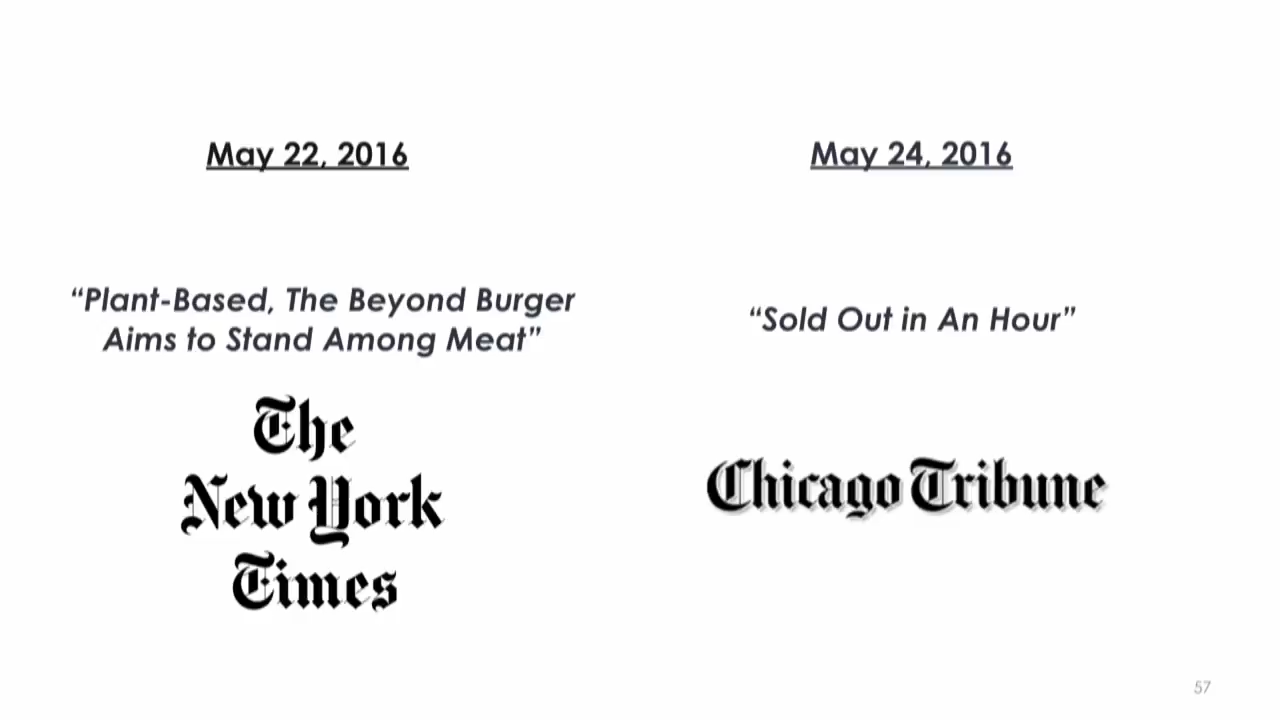 May 22, 2016
“Plant-Based, The Beyond Burger
Aims to Stand Among Meat”
The
New York
Times
May 24, 2016
“Sold Out in An Hour”
Chicago Tribune
57